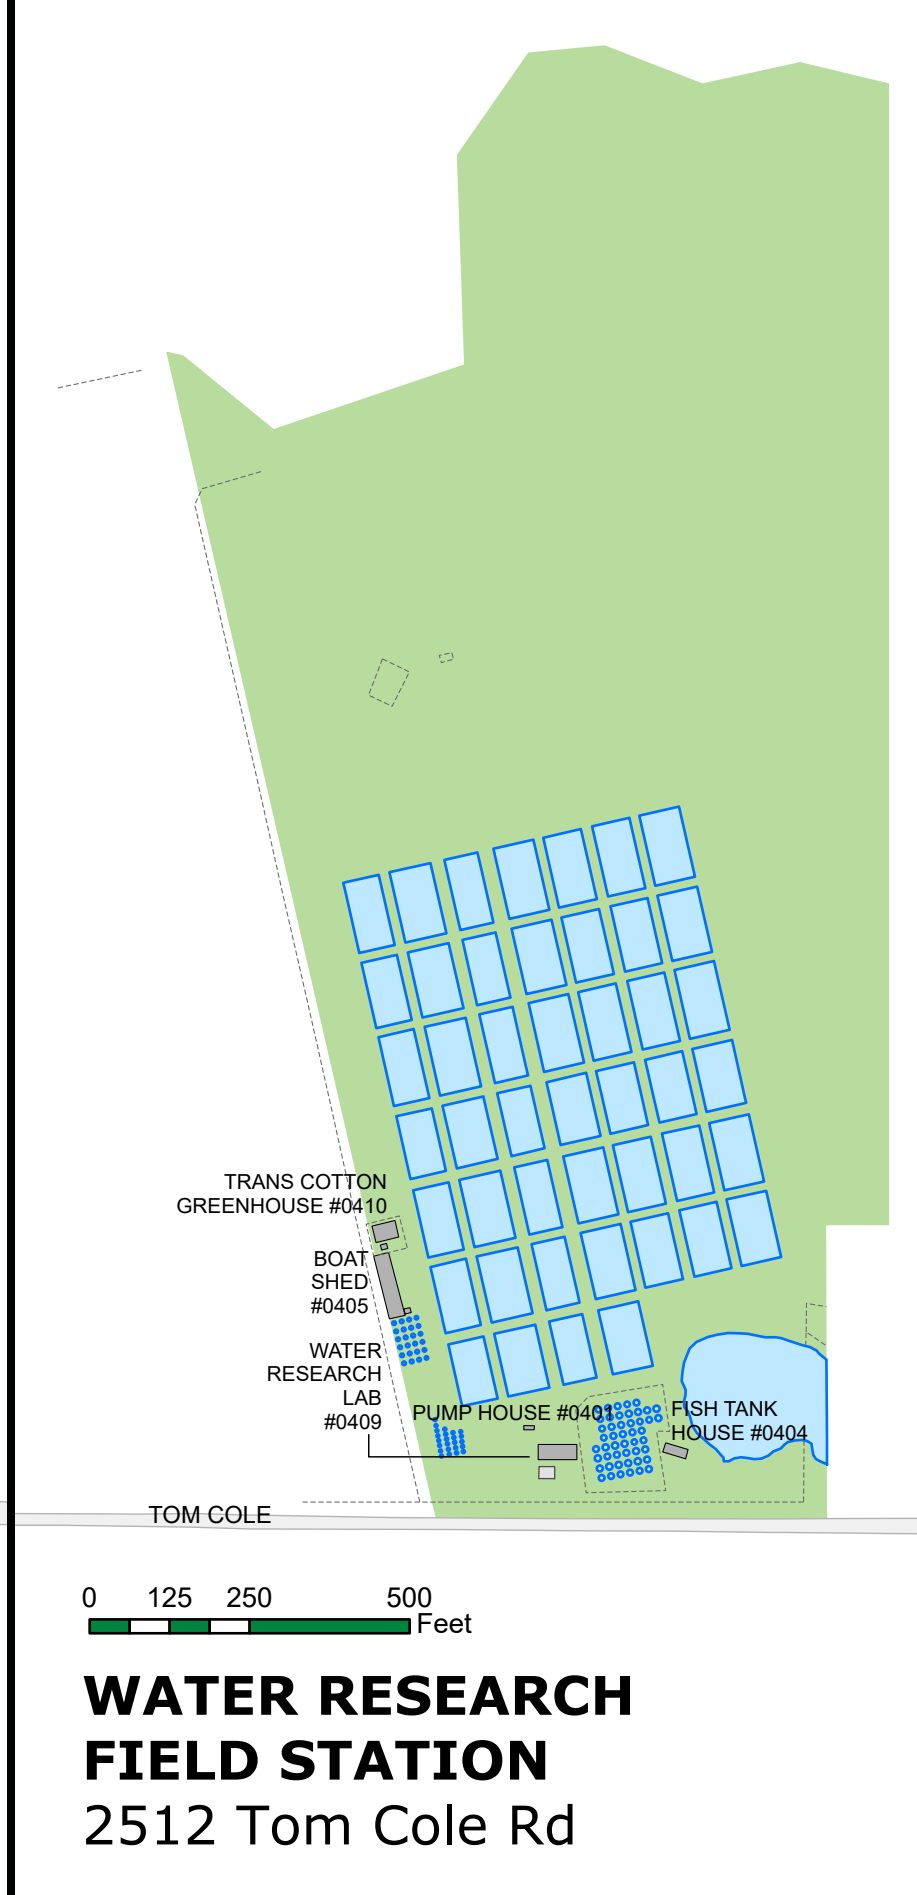 TRANS COTTON
GREENHOUSE #0410
BOAT
SHED
#0405
WATER
RESEARCH
LAB
#0409
PUMP HOUSE #0401
FISH TANK
HOUSE #0404
TOM COLE
0 125 250 500
Feet
WATER RESEARCH
FIELD STATION
2512 Tom Cole Rd